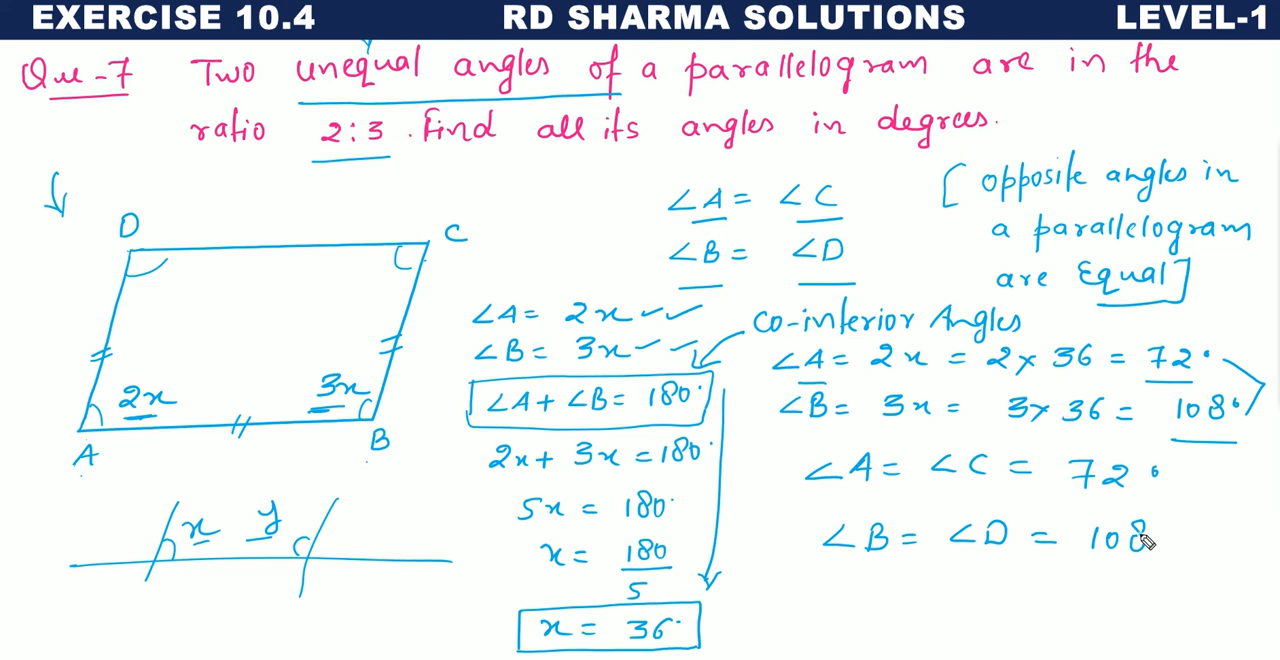 EXERCISE 10.4 RD SHARMA SOLUTIONS LEVEL-1
Que-7 Two unequal angles of a parallelogram are in the
ratio 2:3. Find all its angles in degrees.
∠A = ∠C
∠B = ∠D
[opposite angles in
a parallelogram
are Equal]
D
C
2x
3x
A
B
x y
∠A = 2x
∠B = 3x
∠A + ∠B = 180°
2x + 3x = 180°
5x = 180°
x = 180
5
x = 36°
co-interior Angles
∠A = 2x = 2 × 36 = 72°
∠B = 3x = 3 × 36 = 108°
∠A = ∠C = 72°
∠B = ∠D = 108